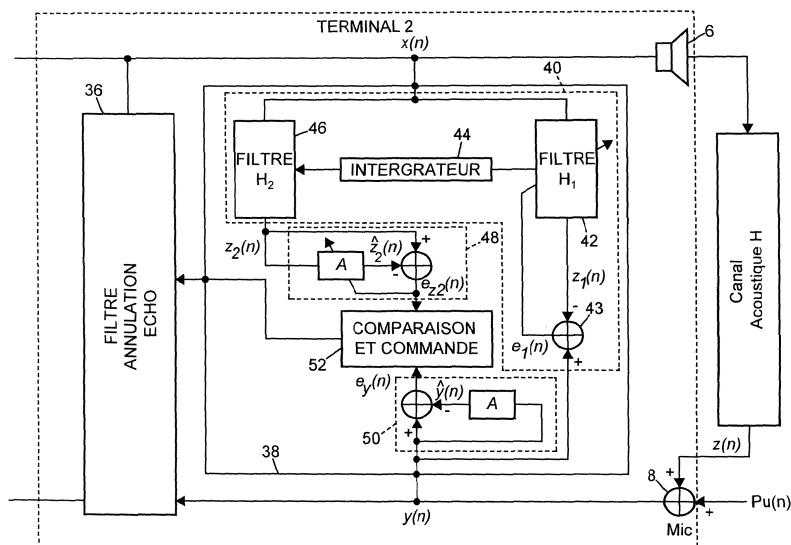 TERMINAL 2
x(n)
6
36
40
46
44
FILTRE
H2
INTERGRATEUR
FILTRE
H1
42
z2(n)
ẑ2(n)
+
48
A
-
ez2(n)
z1(n)
-
43
e1(n)
+
FILTRE
ANNULATION
ECHO
COMPARAISON
ET COMMANDE
52
ey(n)
ŷ(n)
-
A
50
+
Canal
Acoustique H
38
z(n)
8
+
+
Pu(n)
y(n)
Mic